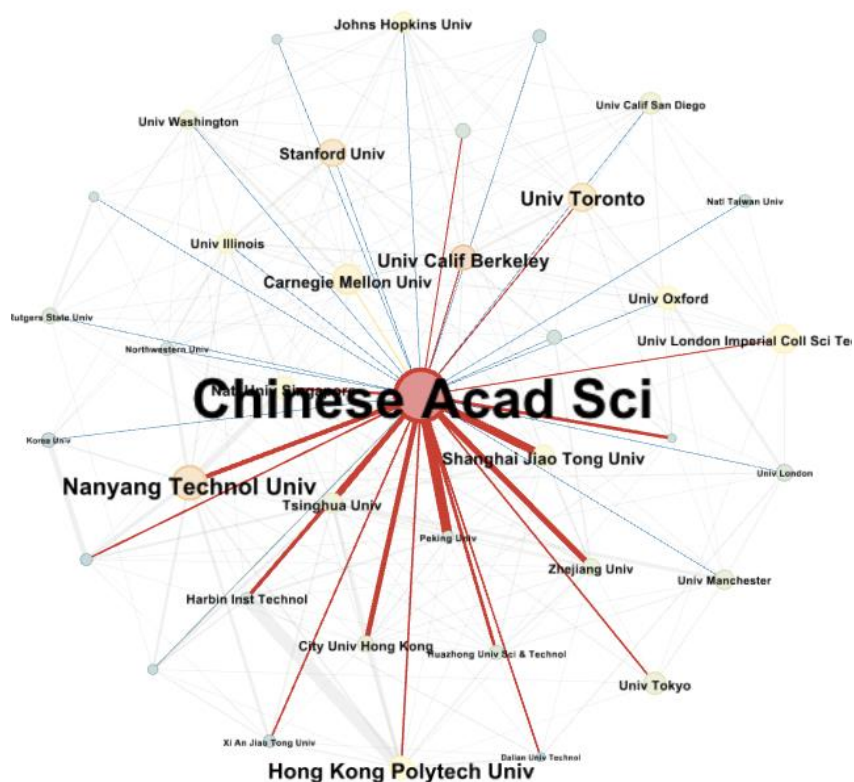 Johns Hopkins Univ
Univ Calif San Diego
Univ Washington
Stanford Univ
Univ Toronto
Natl Taiwan Univ
Univ Illinois
Univ Calif Berkeley
Carnegie Mellon Univ
Univ Oxford
Rutgers State Univ
Univ London Imperial Coll Sci Te
Northwestern Univ
Natl Univ Singapore
Chinese Acad Sci
Korea Univ
Shanghai Jiao Tong Univ
Univ London
Nanyang Technol Univ
Tsinghua Univ
Peking Univ
Zhejiang Univ
Univ Manchester
Harbin Inst Technol
City Univ Hong Kong
Huazhong Univ Sci & Technol
Univ Tokyo
Xi An Jiao Tong Univ
Dalian Univ Technol
Hong Kong Polytech Univ